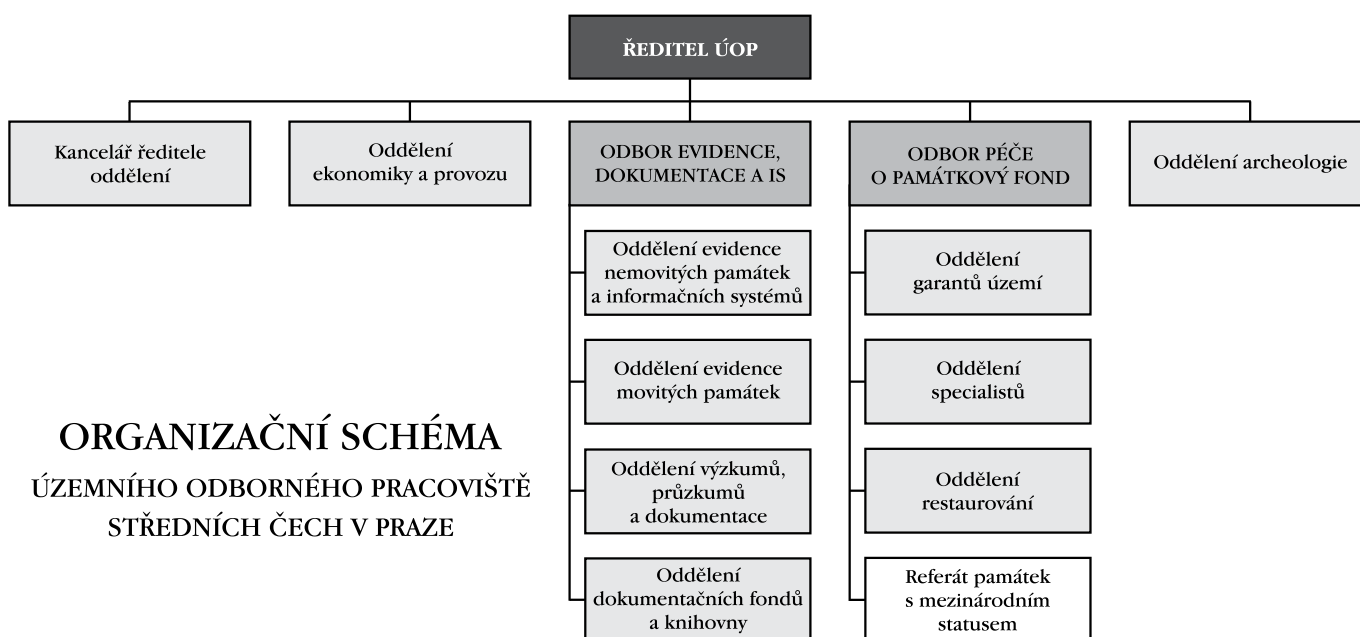 ŘEDITEL ÚOP
Kancelář ředitele
oddělení
Oddělení
ekonomiky a provozu
ODBOR EVIDENCE,
DOKUMENTACE A IS
ODBOR PÉČE
O PAMÁTKOVÝ FOND
Oddělení archeologie
Oddělení evidence
nemovitých památek
a informačních systémů
Oddělení evidence
movitých památek
Oddělení výzkumů,
průzkumů
a dokumentace
Oddělení
dokumentačních fondů
a knihovny
Oddělení
garantů území
Oddělení
specialistů
Oddělení
restaurování
Referát památek
s mezinárodním
statusem
ORGANIZAČNÍ SCHÉMA
ÚZEMNÍHO ODBORNÉHO PRACOVIŠTĚ
STŘEDNÍCH ČECH V PRAZE